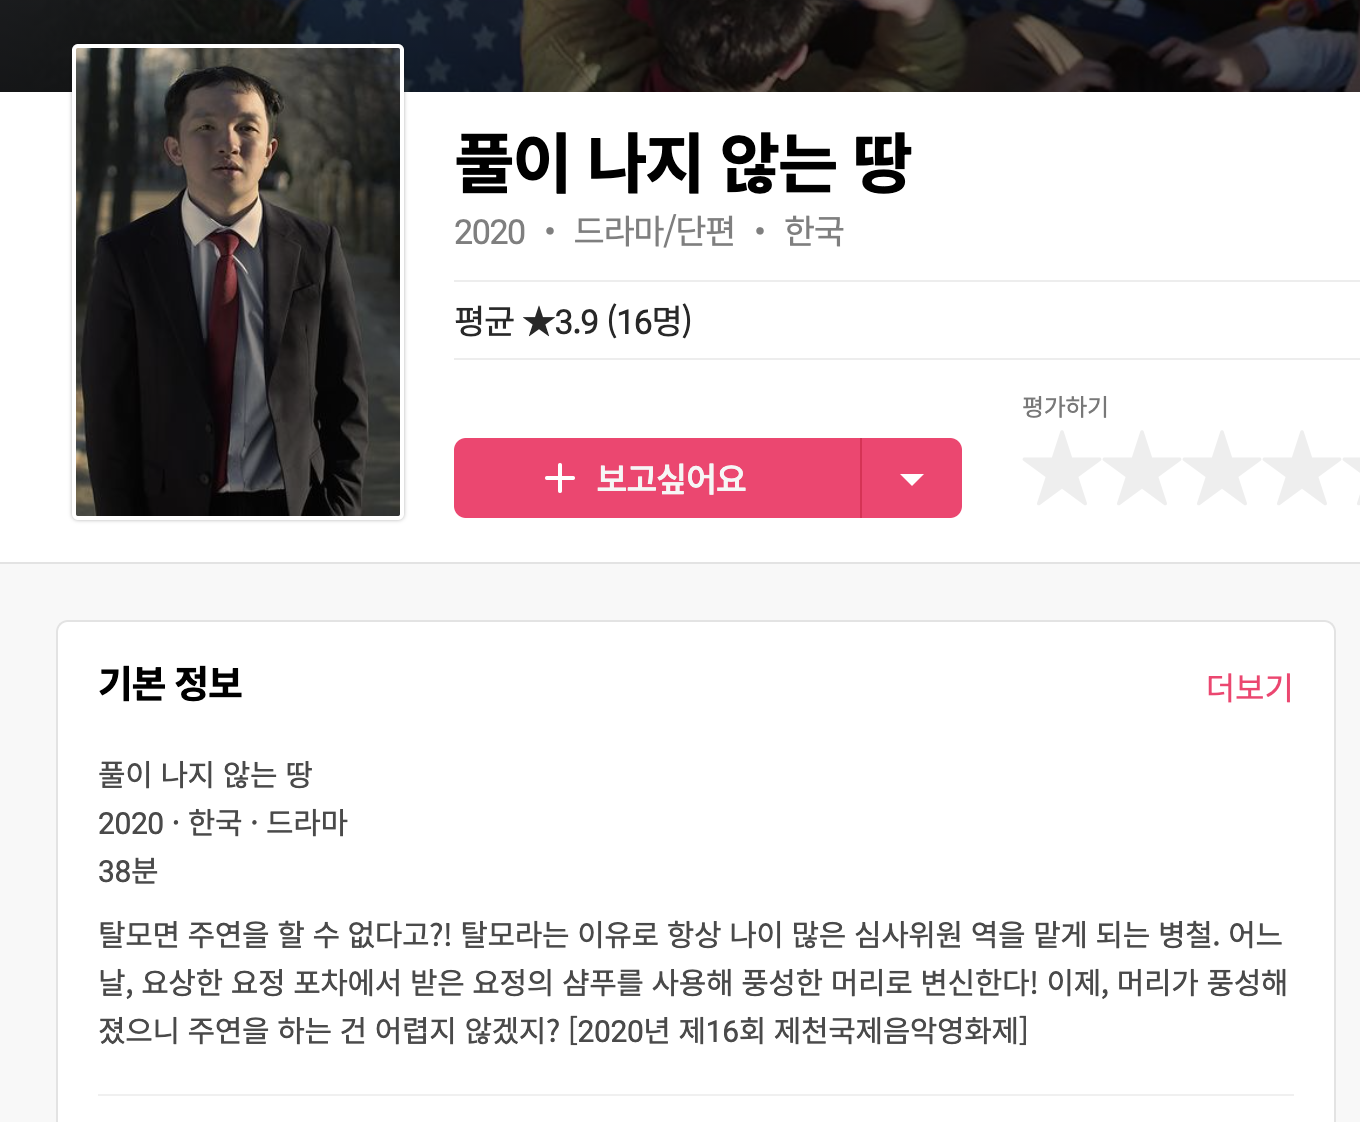 풀이 나지 않는 땅
2020 • 드라마/단편 • 한국
평균 ★3.9 (16명)
평가하기
+ 보고싶어요
기본 정보
더보기
풀이 나지 않는 땅
2020 · 한국 · 드라마
38분
탈모면 주연을 할 수 없다고?! 탈모라는 이유로 항상 나이 많은 심사위원 역을 맡게 되는 병철. 어느
날, 요상한 요정 포차에서 받은 요정의 샴푸를 사용해 풍성한 머리로 변신한다! 이제, 머리가 풍성해
졌으니 주연을 하는 건 어렵지 않겠지? [2020년 제16회 제천국제음악영화제]